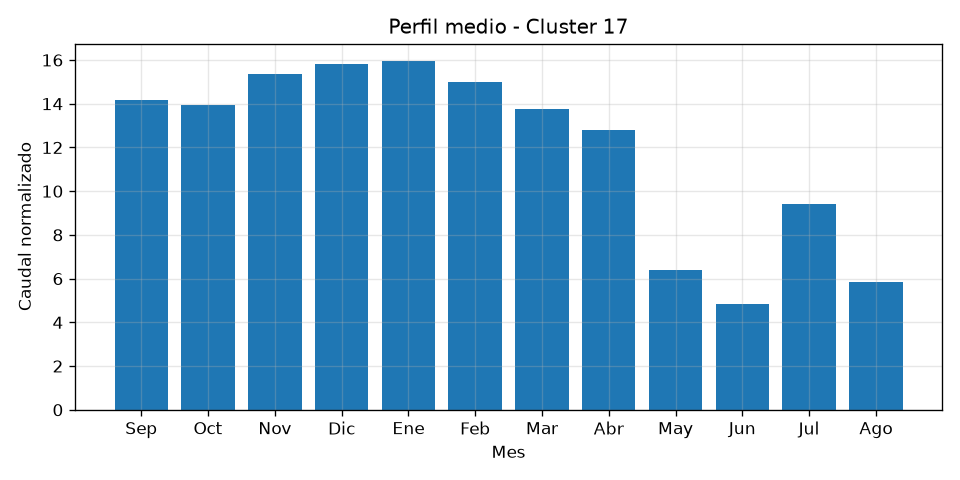 Perfil medio - Cluster 17
Caudal normalizado
16
14
12
10
8
6
4
2
0
Sep Oct Nov Dic Ene Feb Mar Abr May Jun Jul Ago
Mes